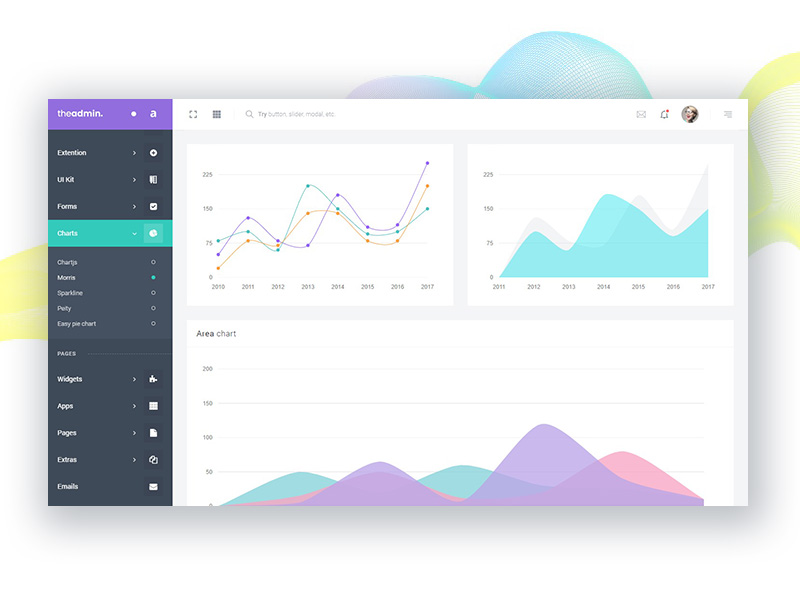 theadmin.
a
Try button, slider, modal, etc.
Extention
UI Kit
Forms
Charts
Chartjs
Morris
Sparkline
Peity
Easy pie chart
PAGES
Widgets
Apps
Pages
Extras
Emails
225
150
75
0
2010 2011 2012 2013 2014 2015 2016 2017
225
150
75
0
2011 2012 2013 2014 2015 2016 2017
Area chart
200
150
100
50
0